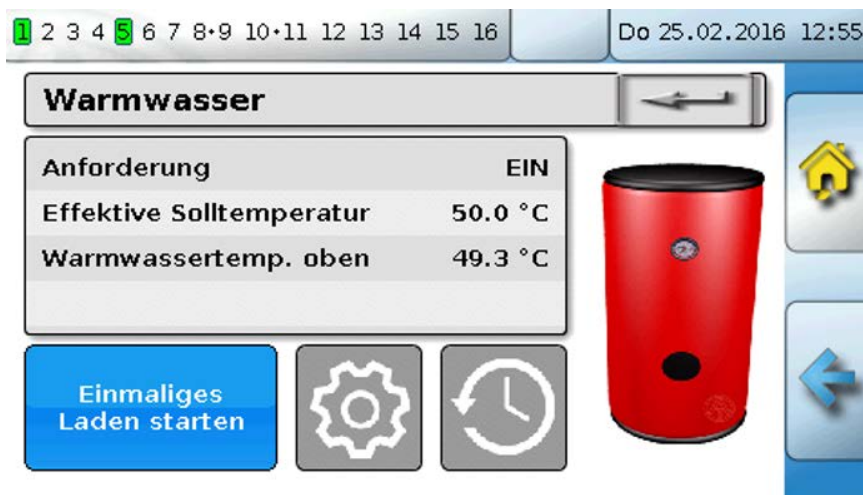 1 2 3 4 5 6 7 8·9 10·11 12 13 14 15 16 Do 25.02.2016 12:55
Warmwasser
Anforderung EIN
Effektive Solltemperatur 50.0 °C
Warmwassertemp. oben 49.3 °C
Einmaliges
Laden starten